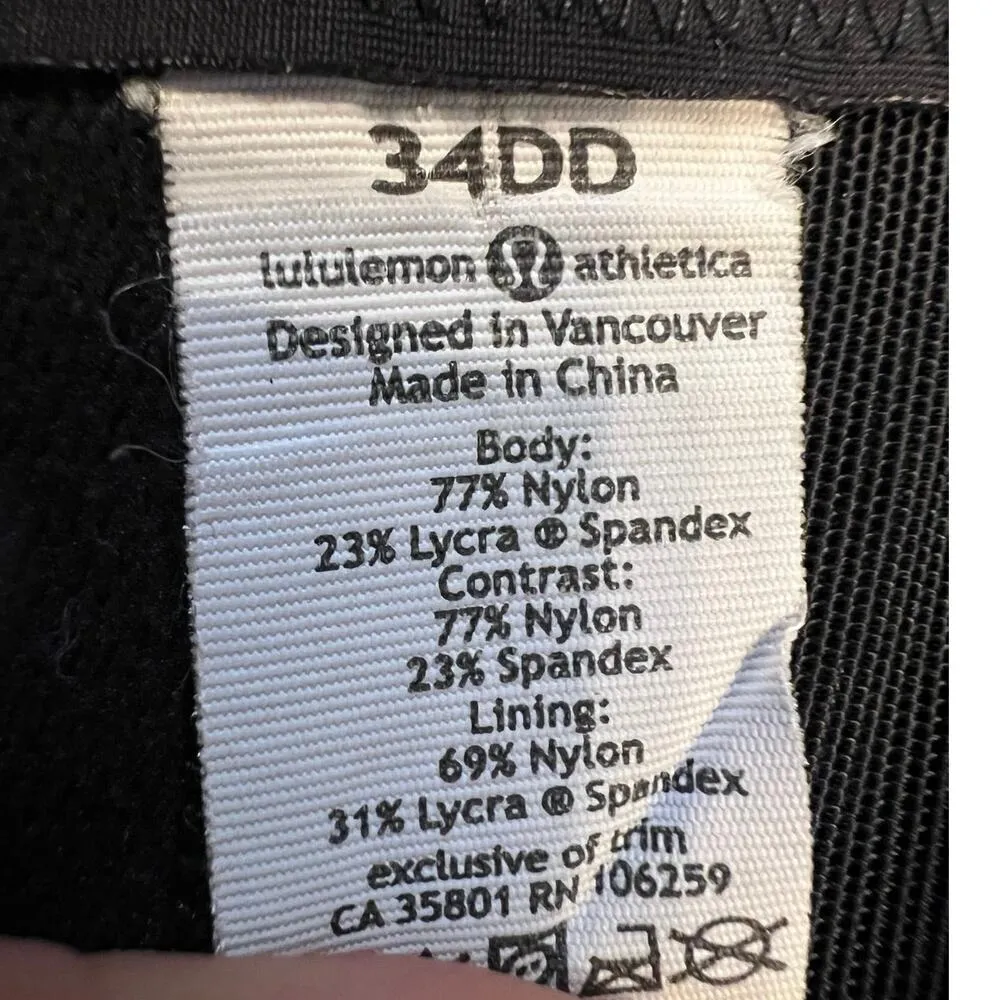 34DD
lululemon athletica
Designed in Vancouver
Made in China
Body:
77% Nylon
23% Lycra ® Spandex
Contrast:
77% Nylon
23% Spandex
Lining:
69% Nylon
31% Lycra ® Spandex
exclusive of trim
CA 35801 RN 106259